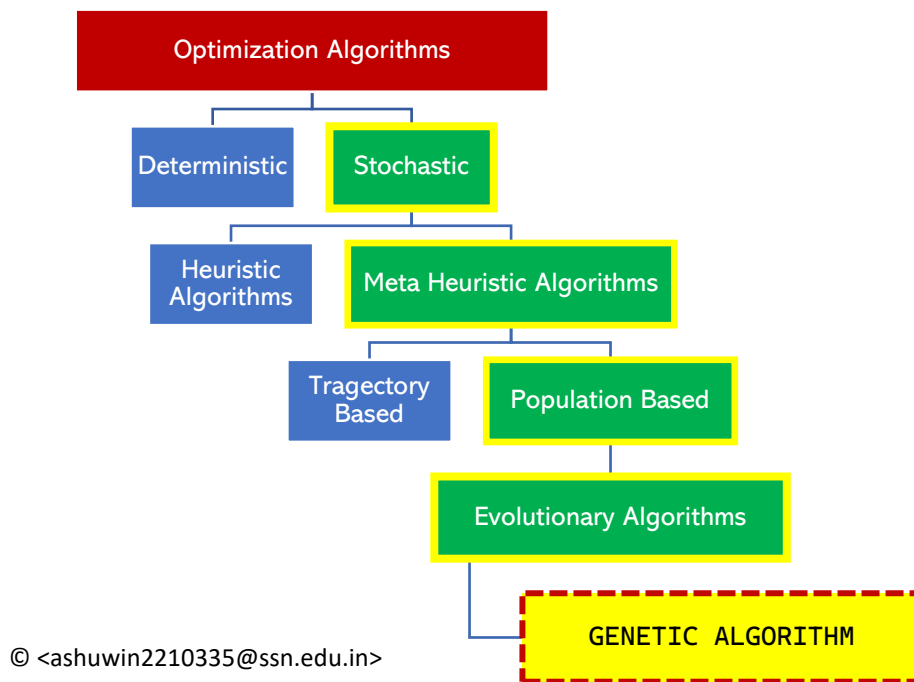 Optimization Algorithms
Deterministic
Stochastic
Heuristic
Algorithms
Meta Heuristic Algorithms
Tragectory
Based
Population Based
Evolutionary Algorithms
GENETIC ALGORITHM
© <ashuwin2210335@ssn.edu.in>